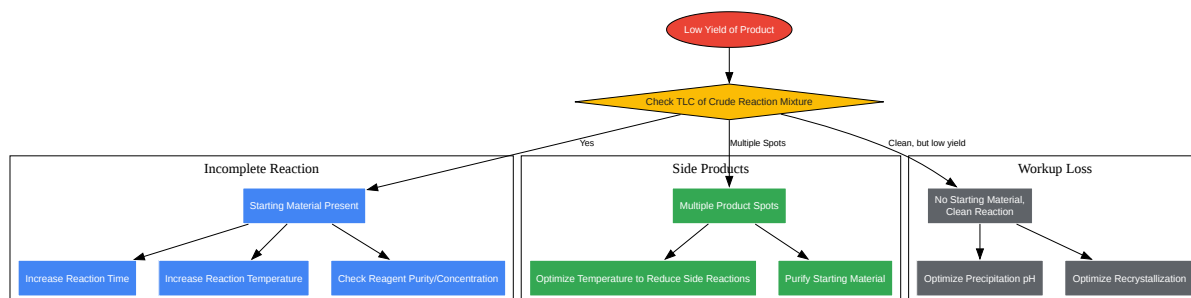 Low Yield of Product
Check TLC of Crude Reaction Mixture
Yes
Multiple Spots
Clean, but low yield
Incomplete Reaction
Side Products
Workup Loss
Starting Material Present
Multiple Product Spots
No Starting Material,
Clean Reaction
Increase Reaction Time
Increase Reaction Temperature
Check Reagent Purity/Concentration
Optimize Temperature to Reduce Side Reactions
Purify Starting Material
Optimize Precipitation pH
Optimize Recrystallization